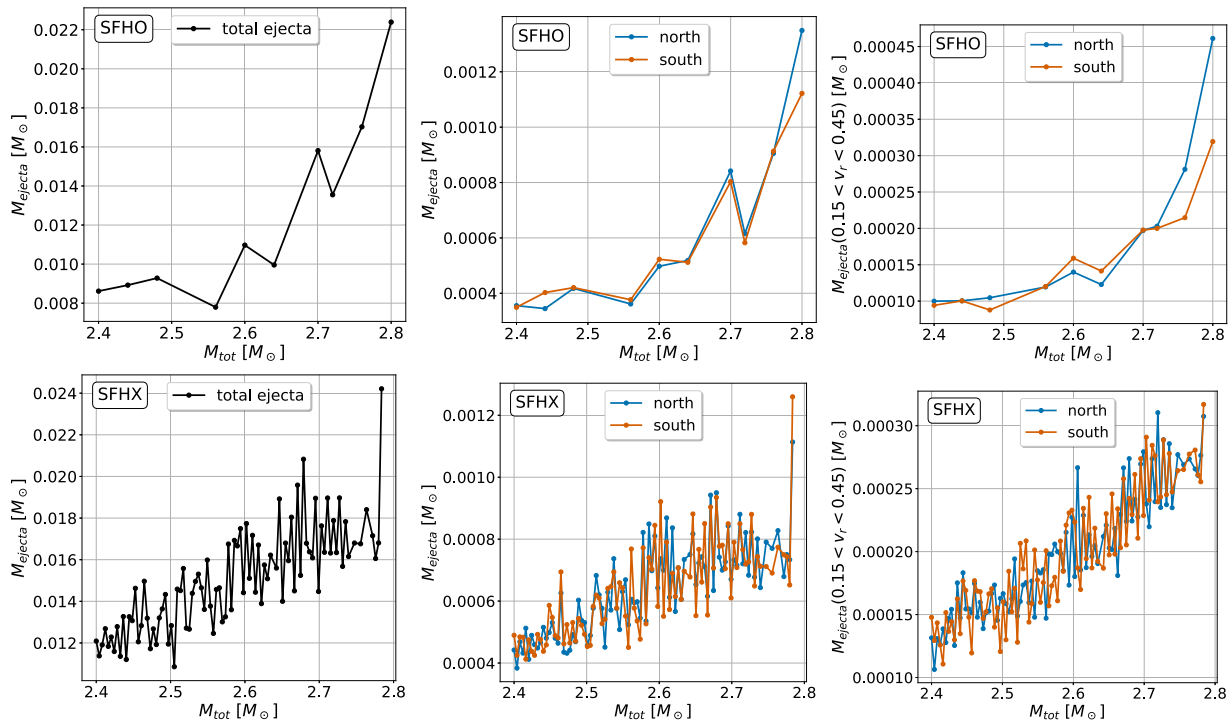 SFHO
total ejecta
M_ejecta [M_⊙]
0.022
0.020
0.018
0.016
0.014
0.012
0.010
0.008
2.4 2.5 2.6 2.7 2.8
M_tot [M_⊙]
SFHO
north
south
M_ejecta [M_⊙]
0.0012
0.0010
0.0008
0.0006
0.0004
2.4 2.5 2.6 2.7 2.8
M_tot [M_⊙]
SFHO
north
south
M_ejecta(0.15 < v_r < 0.45) [M_⊙]
0.00045
0.00040
0.00035
0.00030
0.00025
0.00020
0.00015
0.00010
2.4 2.5 2.6 2.7 2.8
M_tot [M_⊙]
SFHX
total ejecta
M_ejecta [M_⊙]
0.024
0.022
0.020
0.018
0.016
0.014
0.012
2.4 2.5 2.6 2.7 2.8
M_tot [M_⊙]
SFHX
north
south
M_ejecta [M_⊙]
0.0012
0.0010
0.0008
0.0006
0.0004
2.4 2.5 2.6 2.7 2.8
M_tot [M_⊙]
SFHX
north
south
M_ejecta(0.15 < v_r < 0.45) [M_⊙]
0.00030
0.00025
0.00020
0.00015
0.00010
2.4 2.5 2.6 2.7 2.8
M_tot [M_⊙]